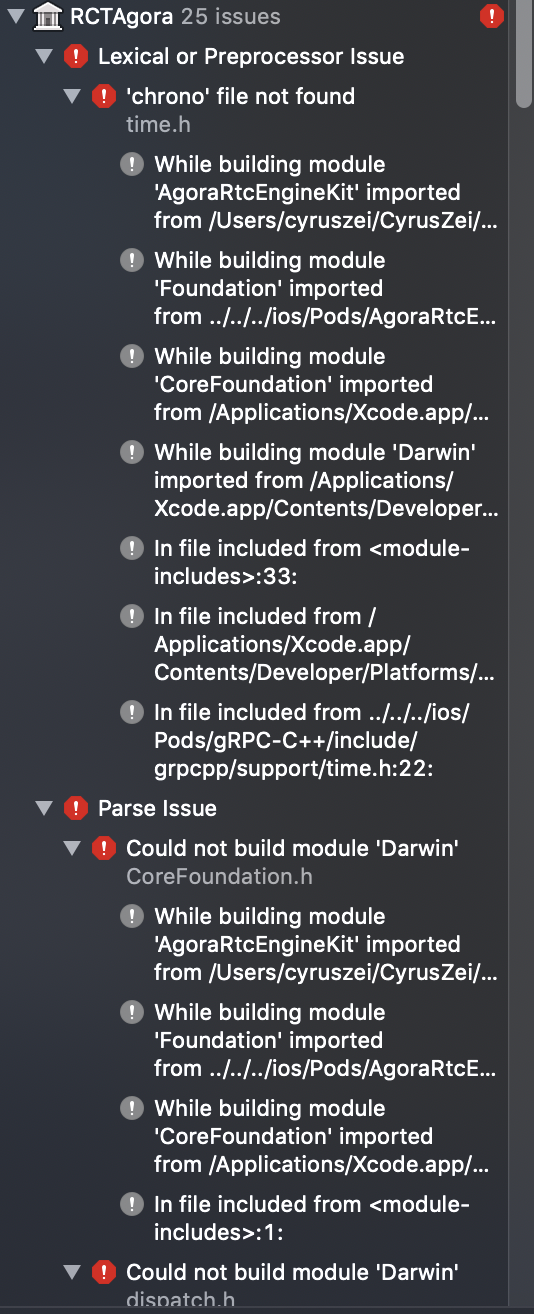 RCTAgora 25 issues
Lexical or Preprocessor Issue
'chrono' file not found
time.h
While building module
'AgoraRtcEngineKit' imported
from /Users/cyruszei/CyrusZei/...
While building module
'Foundation' imported
from ../../../ios/Pods/AgoraRtcE...
While building module
'CoreFoundation' imported
from /Applications/Xcode.app/...
While building module 'Darwin'
imported from /Applications/
Xcode.app/Contents/Developer...
In file included from <module-
includes>:33:
In file included from /
Applications/Xcode.app/
Contents/Developer/Platforms/...
In file included from ../../../ios/
Pods/gRPC-C++/include/
grpcpp/support/time.h:22:
Parse Issue
Could not build module 'Darwin'
CoreFoundation.h
While building module
'AgoraRtcEngineKit' imported
from /Users/cyruszei/CyrusZei/...
While building module
'Foundation' imported
from ../../../ios/Pods/AgoraRtcE...
While building module
'CoreFoundation' imported
from /Applications/Xcode.app/...
In file included from <module-
includes>:1:
Could not build module 'Darwin'
dispatch.h